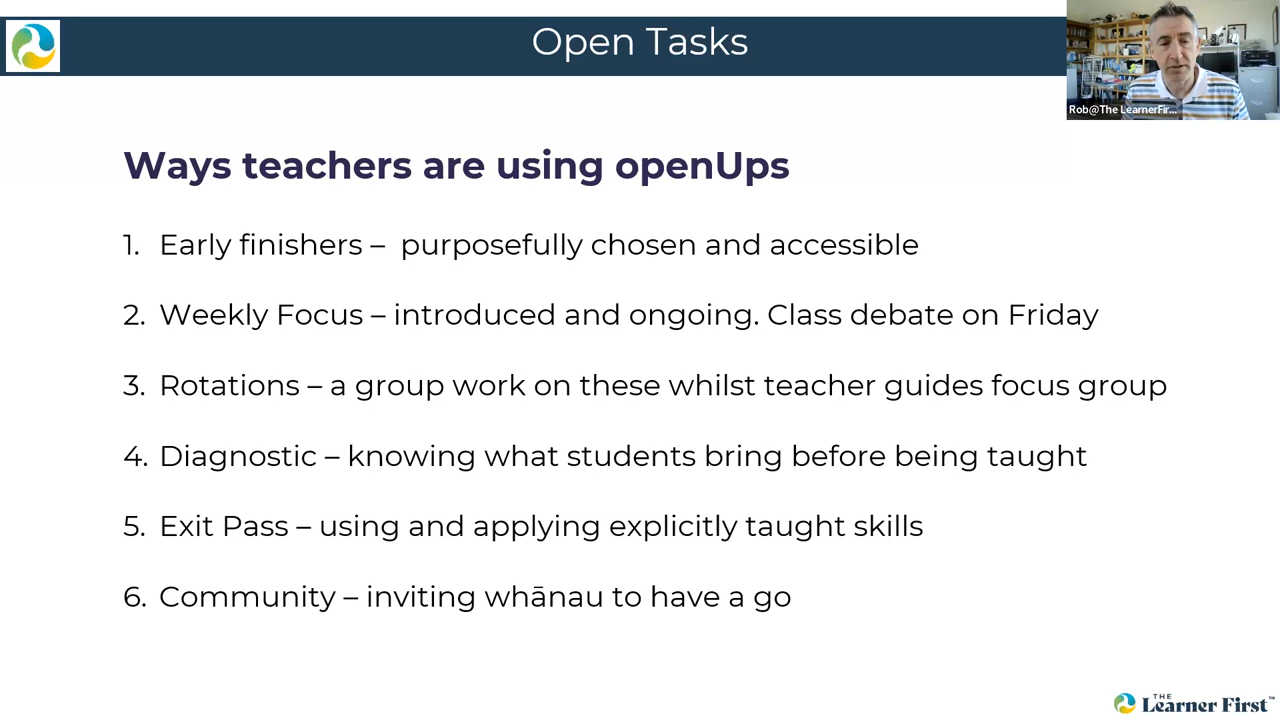 Open Tasks
Rob@The LearnerFir...
Ways teachers are using openUps
1. Early finishers – purposefully chosen and accessible
2. Weekly Focus – introduced and ongoing. Class debate on Friday
3. Rotations – a group work on these whilst teacher guides focus group
4. Diagnostic – knowing what students bring before being taught
5. Exit Pass – using and applying explicitly taught skills
6. Community – inviting whānau to have a go
THE
Learner First™